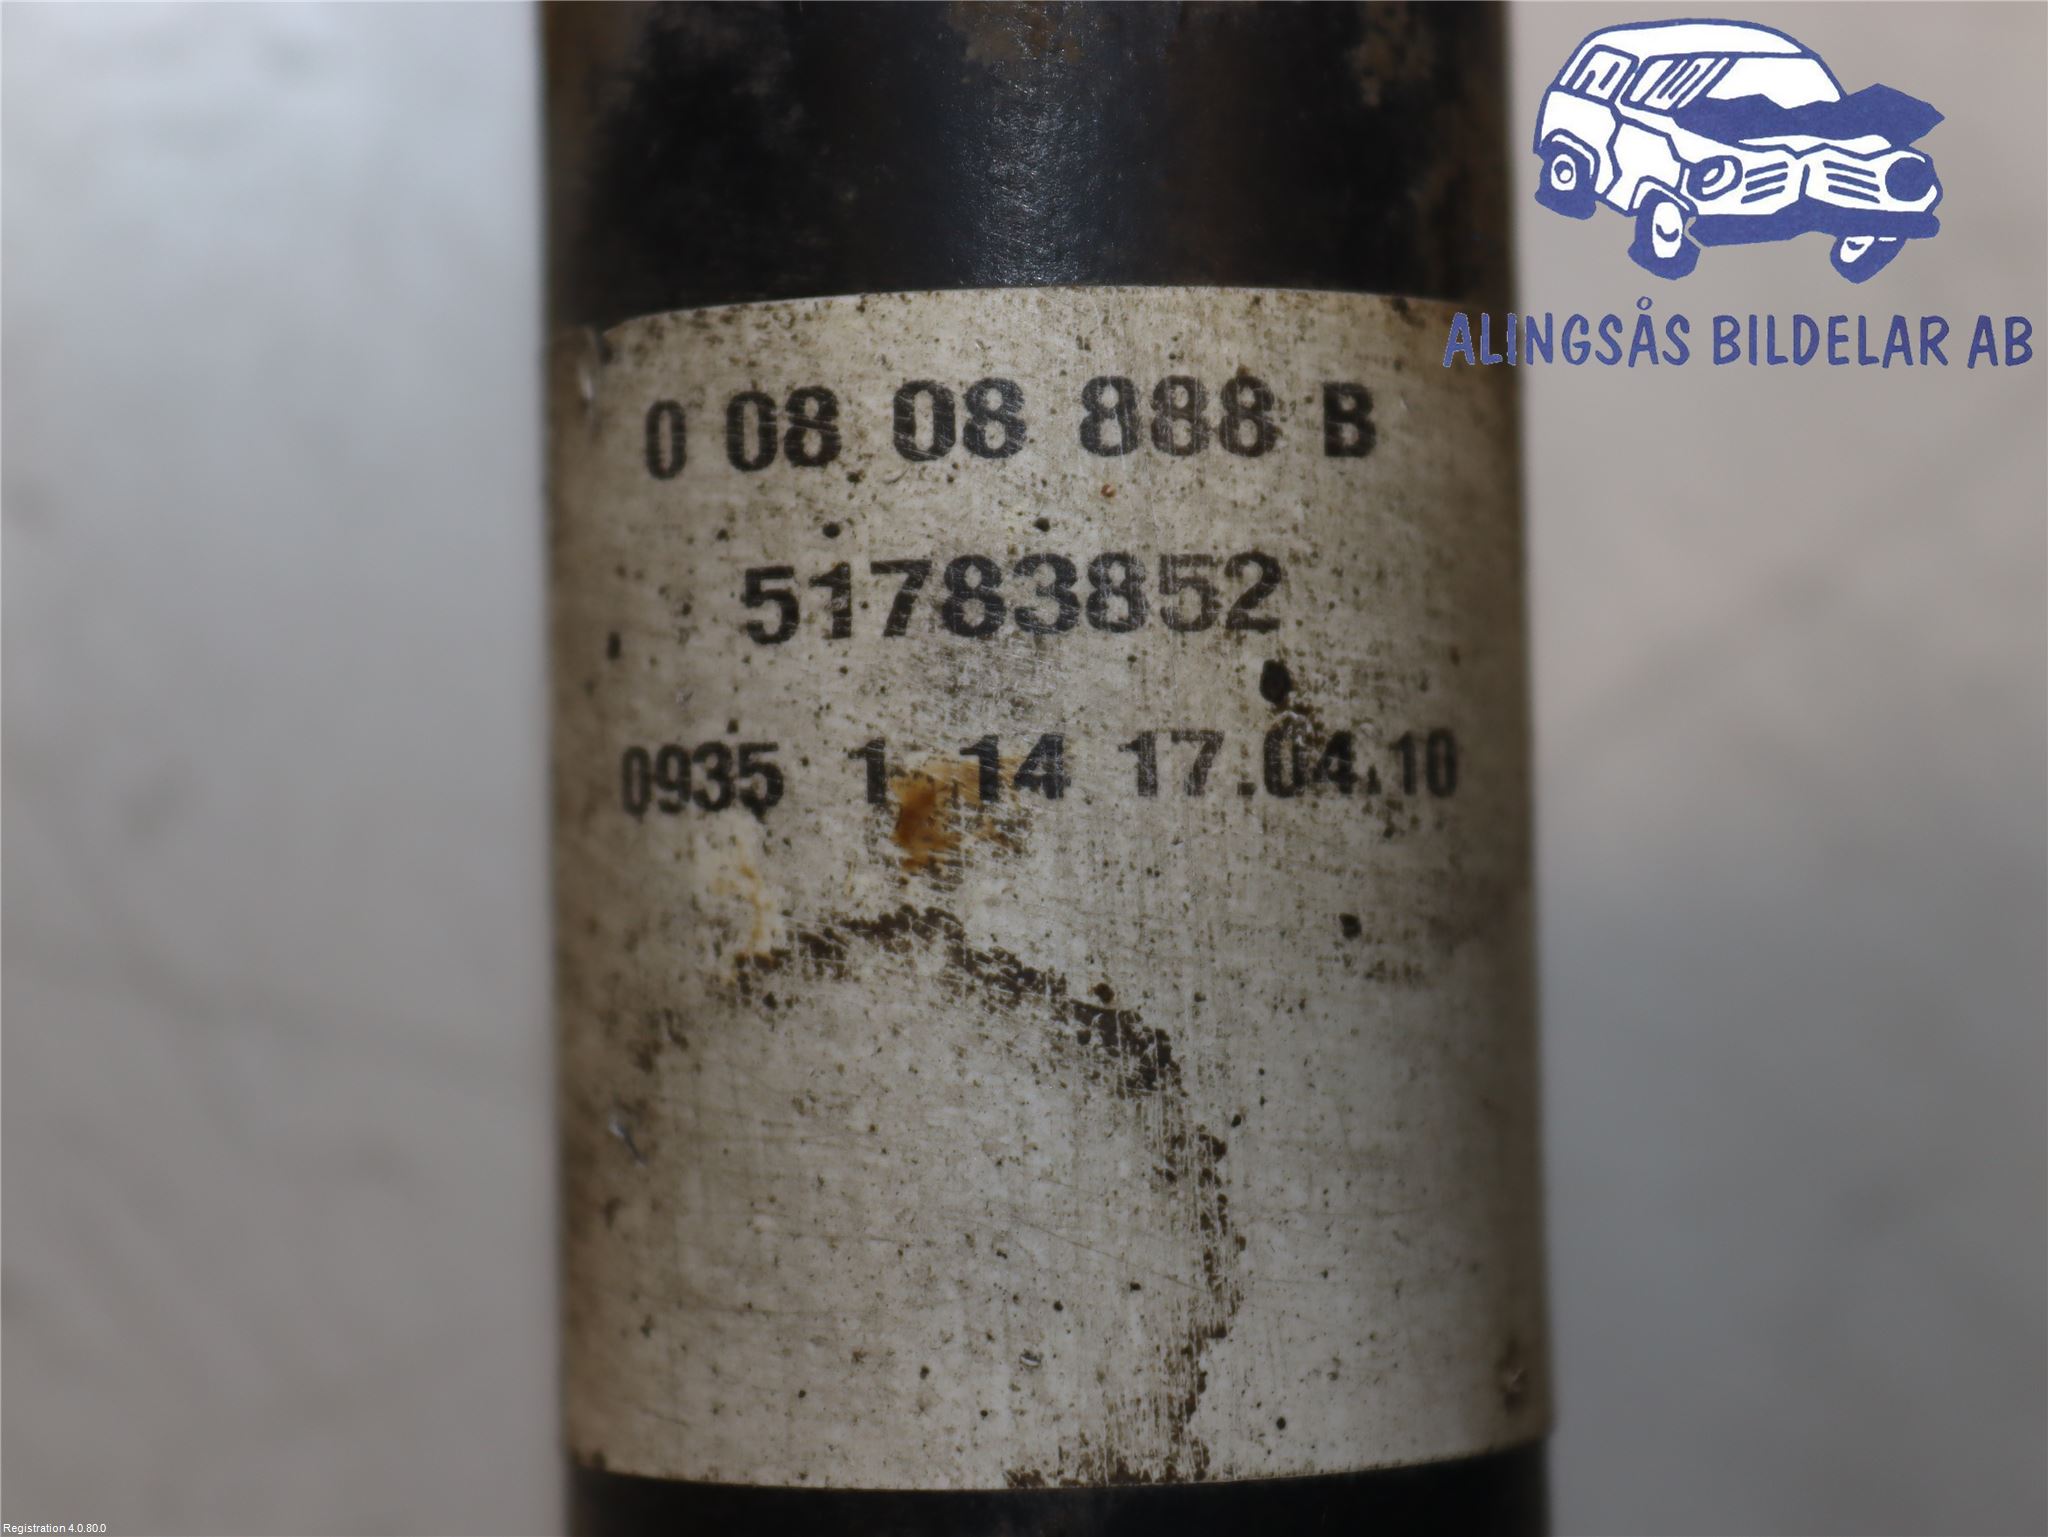 ALINGSÅS BILDELAR AB
0 08 08 888 B
51783852
0935 1 14 17.04.10
Registration 4.0.80.0